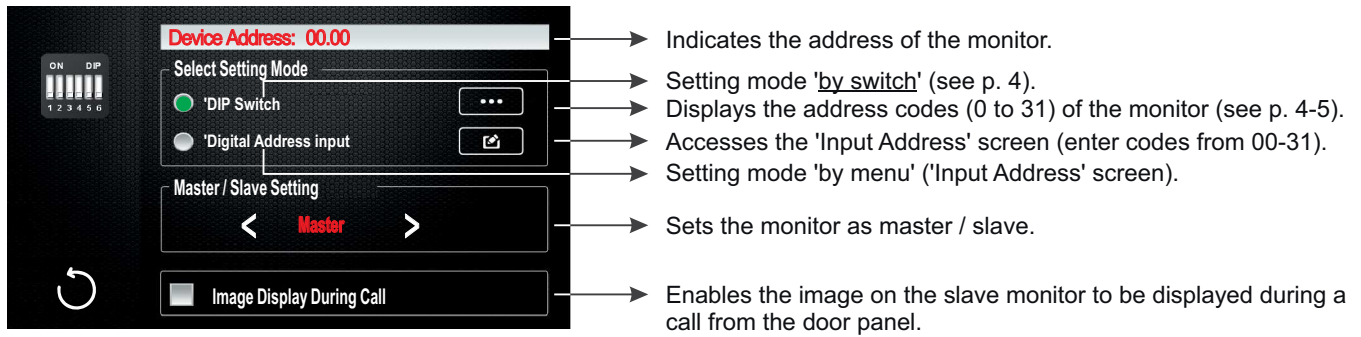 Device Address: 00.00
Indicates the address of the monitor.
ON DIP
1 2 3 4 5 6
Select Setting Mode
Setting mode 'by switch' (see p. 4).
'DIP Switch
Displays the address codes (0 to 31) of the monitor (see p. 4-5).
'Digital Address input
Accesses the 'Input Address' screen (enter codes from 00-31).
Setting mode 'by menu' ('Input Address' screen).
Master / Slave Setting
< Master >
Sets the monitor as master / slave.
Image Display During Call
Enables the image on the slave monitor to be displayed during a
call from the door panel.